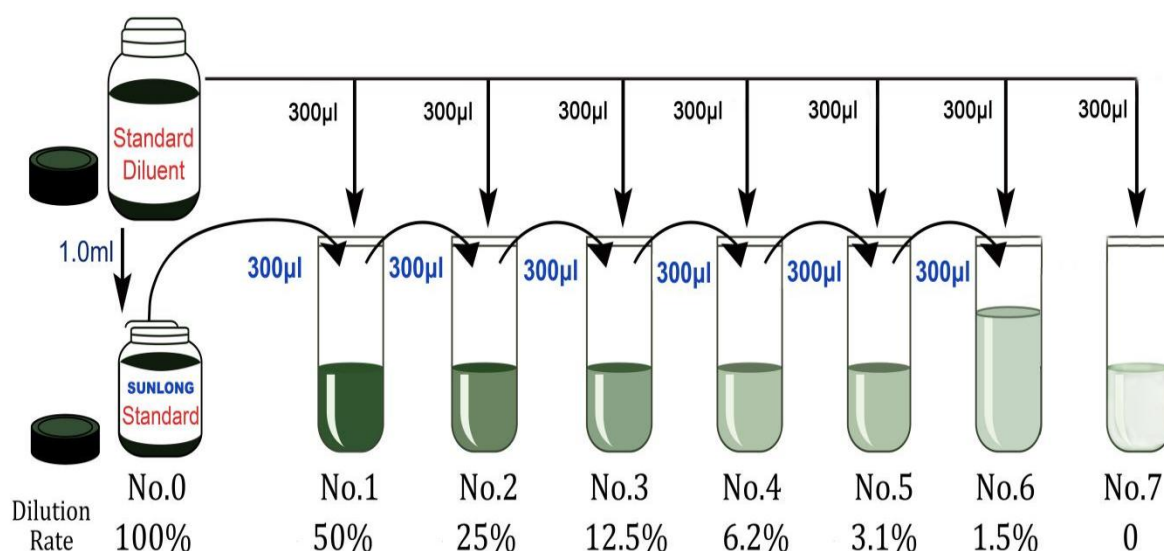 300µl 300µl 300µl 300µl 300µl 300µl 300µl
Standard
Diluent
1.0ml
300µl 300µl 300µl 300µl 300µl 300µl
SUNLONG
Standard
No.0 No.1 No.2 No.3 No.4 No.5 No.6 No.7
Dilution
Rate 100% 50% 25% 12.5% 6.2% 3.1% 1.5% 0